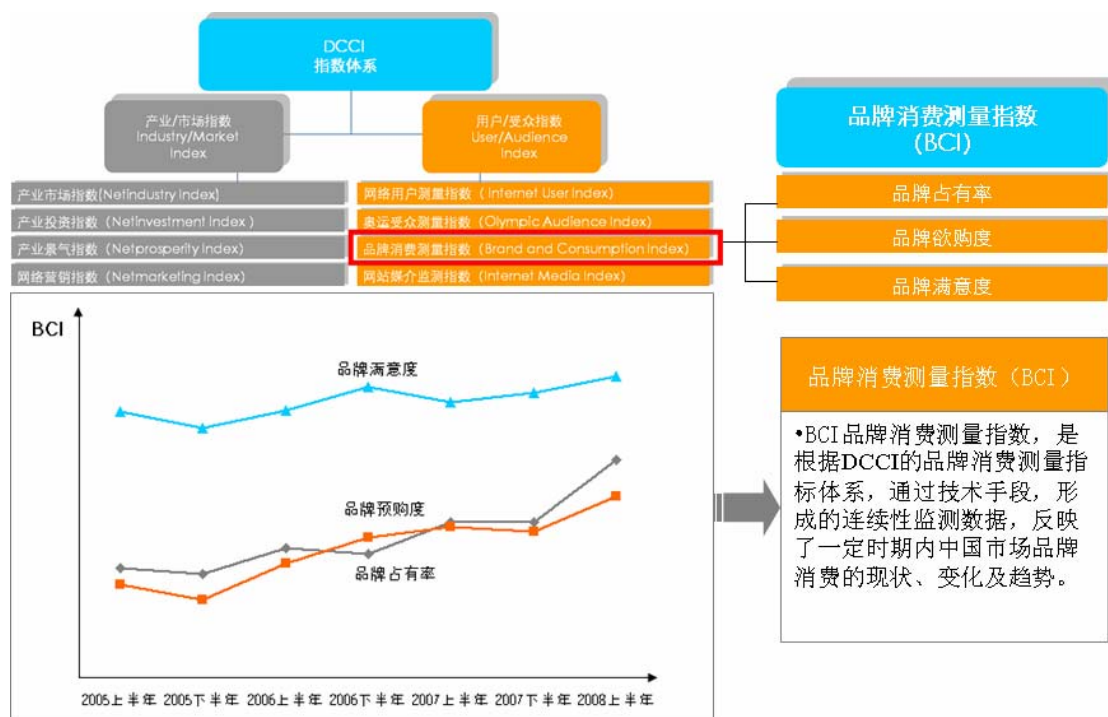 DCCI
指数体系
产业/市场指数
Industry/Market
Index
用户/受众指数
User/Audience
Index
产业市场指数(Netindustry Index)
产业投资指数（Netinvestment Index）
产业景气指数（Netprosperity Index）
网络营销指数（Netmarketing Index）
网络用户测量指数（Internet User Index）
奥运受众测量指数（Olympic Audience Index）
品牌消费测量指数（Brand and Consumption Index）
网站媒介监测指数（Internet Media Index）
品牌消费测量指数
(BCI)
品牌占有率
品牌欲购度
品牌满意度
BCI
品牌满意度
品牌预购度
品牌占有率
2005上半年 2005下半年 2006上半年 2006下半年 2007上半年 2007下半年 2008上半年
品牌消费测量指数（BCI）
•BCI品牌消费测量指数，是
根据DCCI的品牌消费测量指
标体系，通过技术手段，形
成的连续性监测数据，反映
了一定时期内中国市场品牌
消费的现状、变化及趋势。